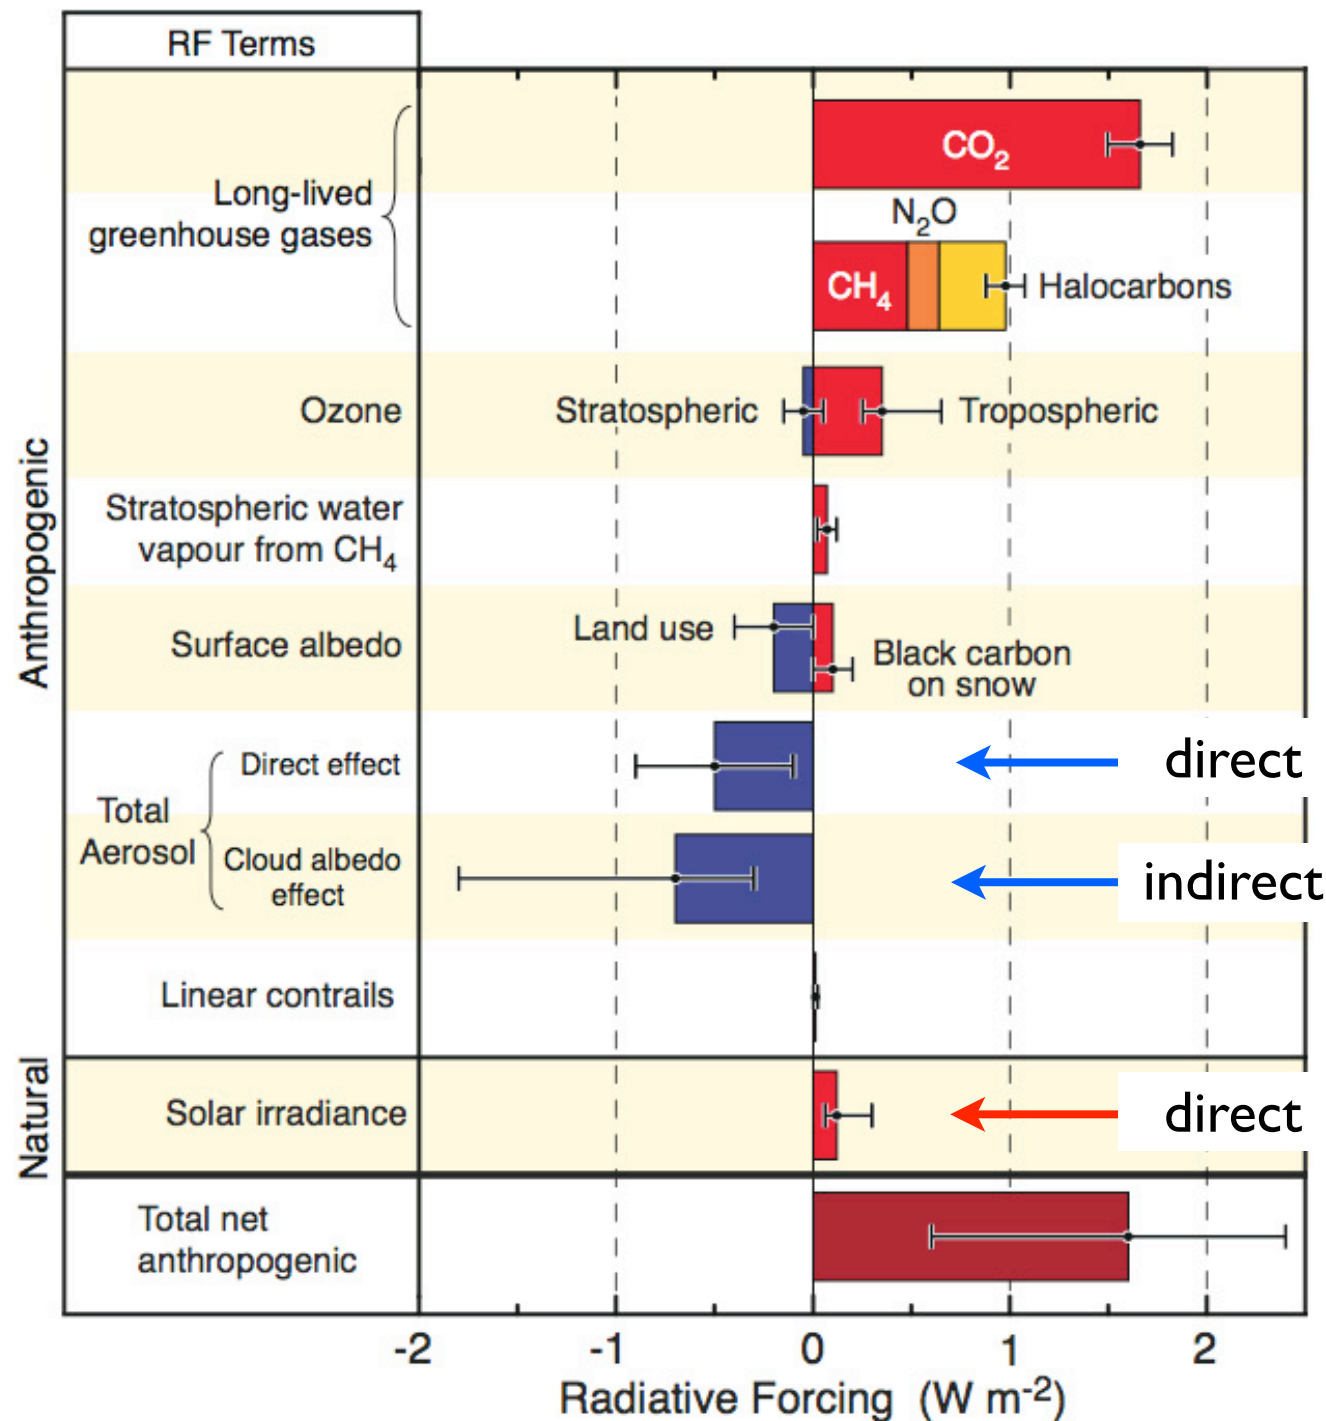 RF Terms
Anthropogenic
Natural
Long-lived
greenhouse gases
CO₂
N₂O
CH₄
Halocarbons
Ozone
Stratospheric
Tropospheric
Stratospheric water
vapour from CH₄
Surface albedo
Land use
Black carbon
on snow
Total
Aerosol
Direct effect
direct
Cloud albedo
effect
indirect
Linear contrails
Solar irradiance
direct
Total net
anthropogenic
-2 -1 0 1 2
Radiative Forcing (W m⁻²)